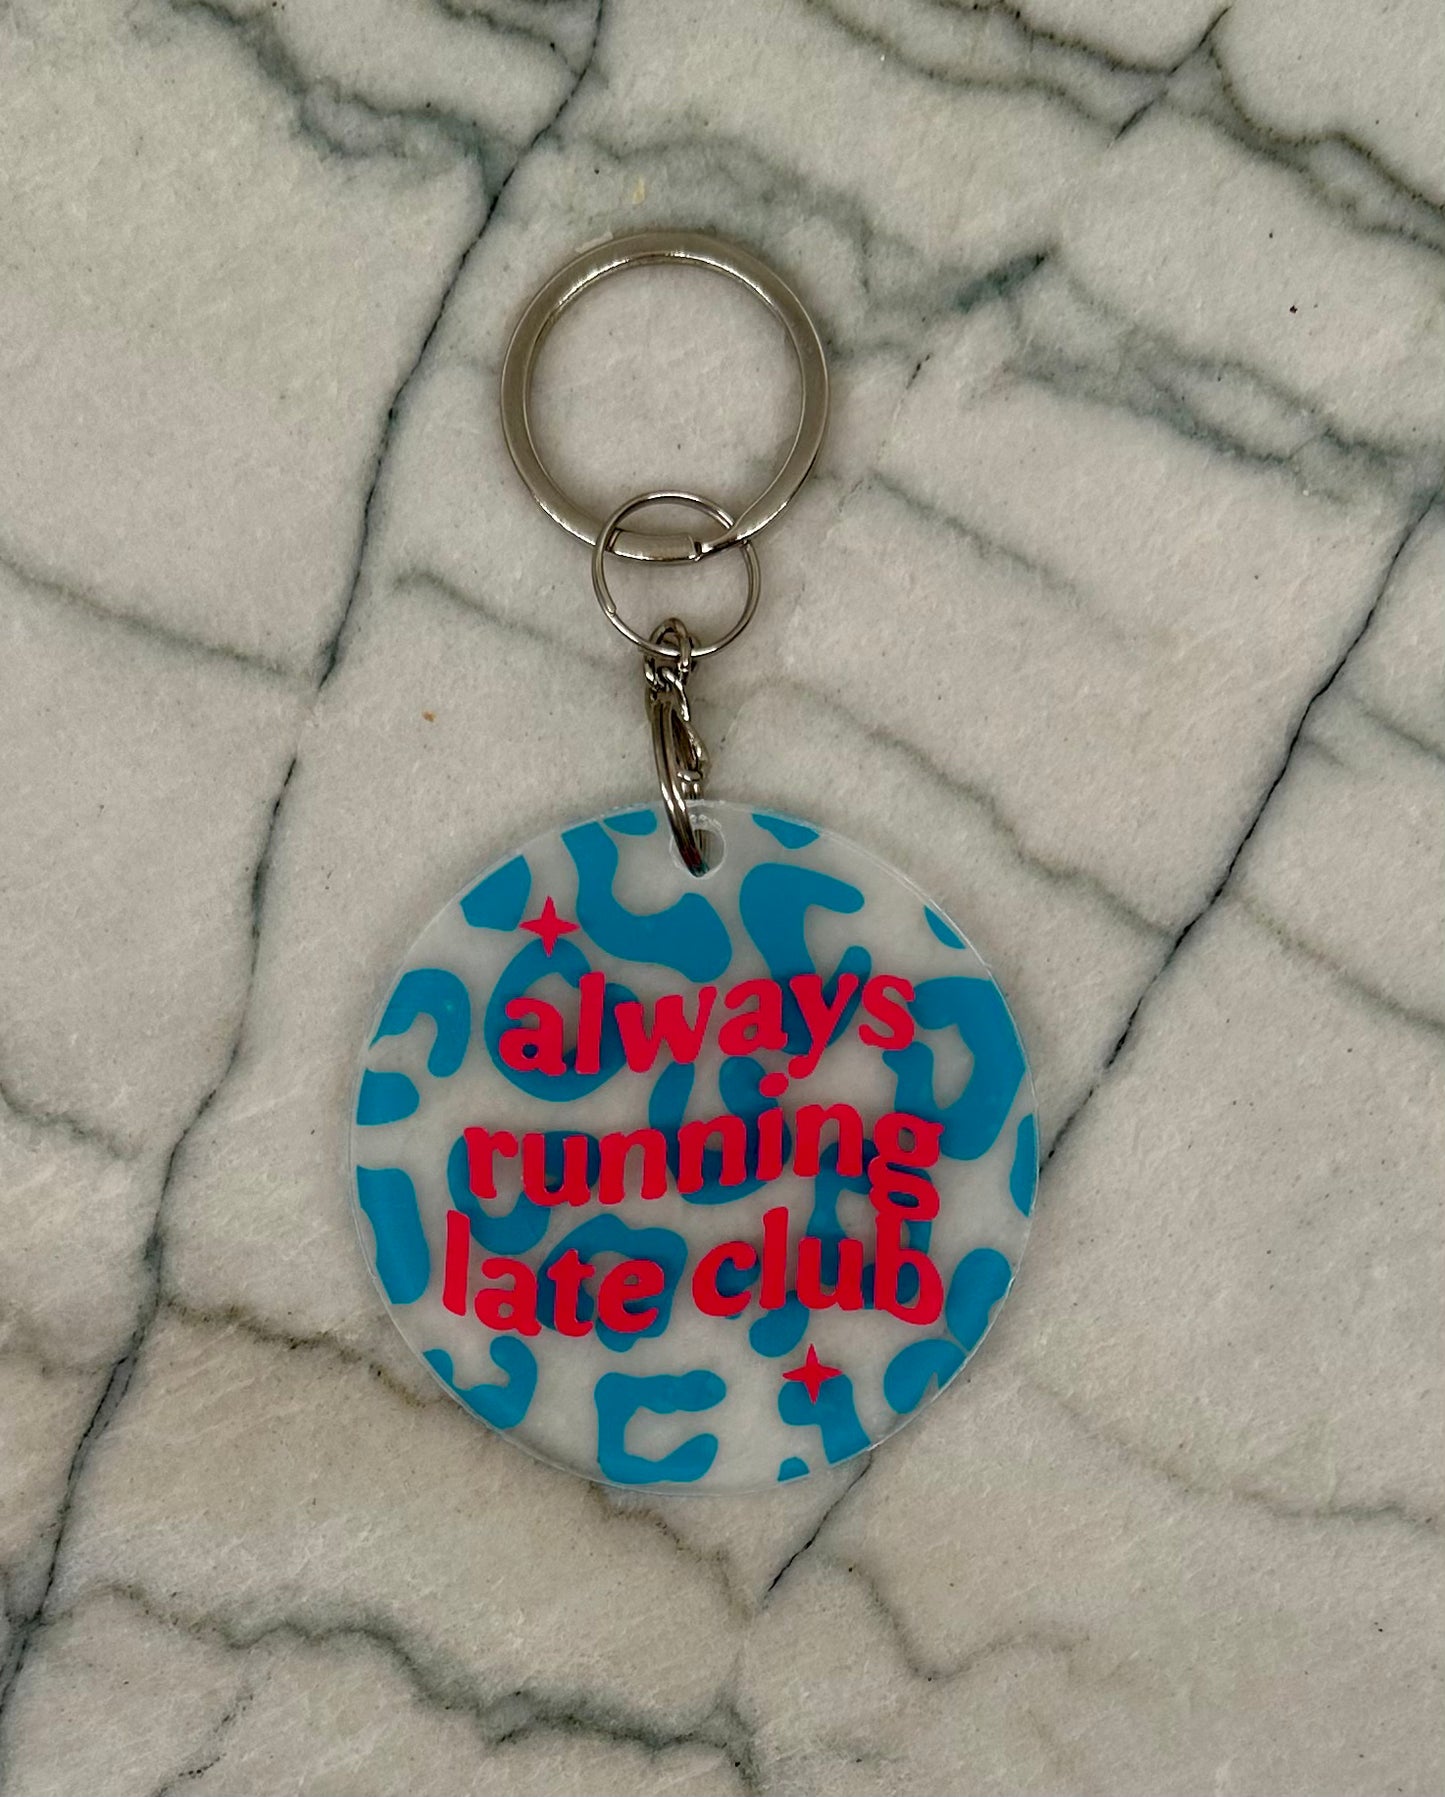 always
running
late club